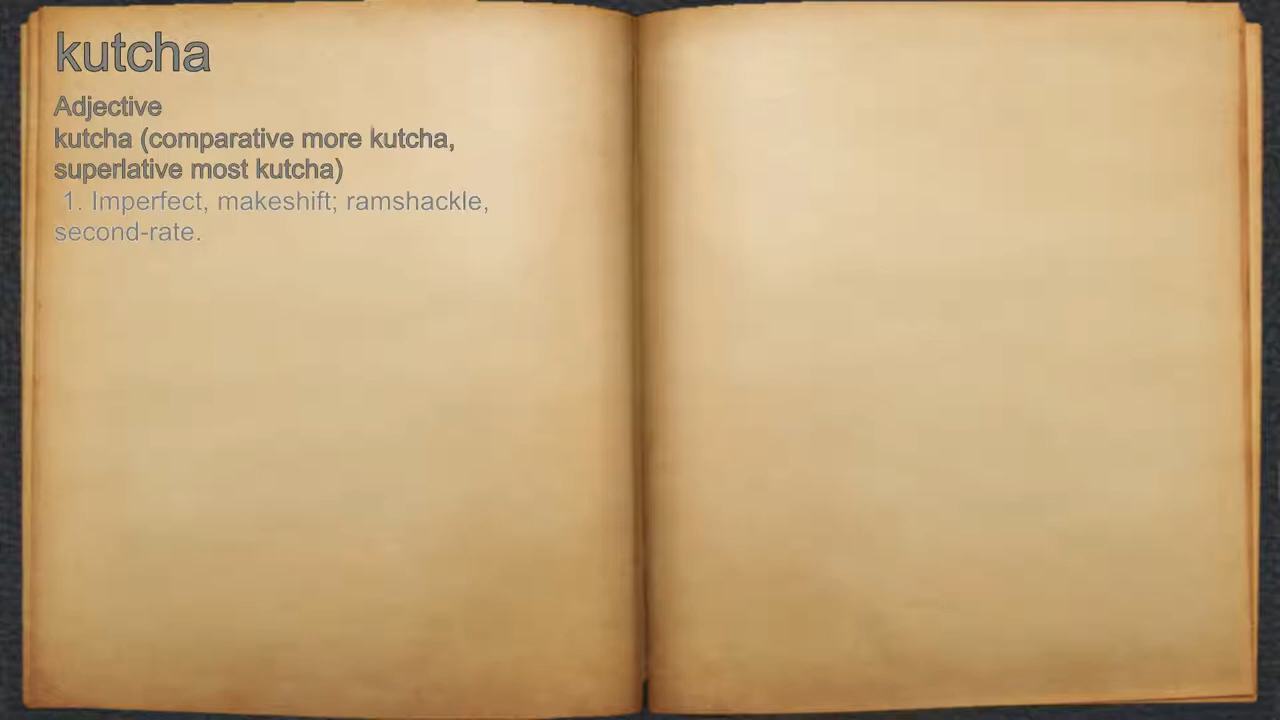 kutcha
Adjective
kutcha (comparative more kutcha,
superlative most kutcha)
1. Imperfect, makeshift; ramshackle,
second-rate.